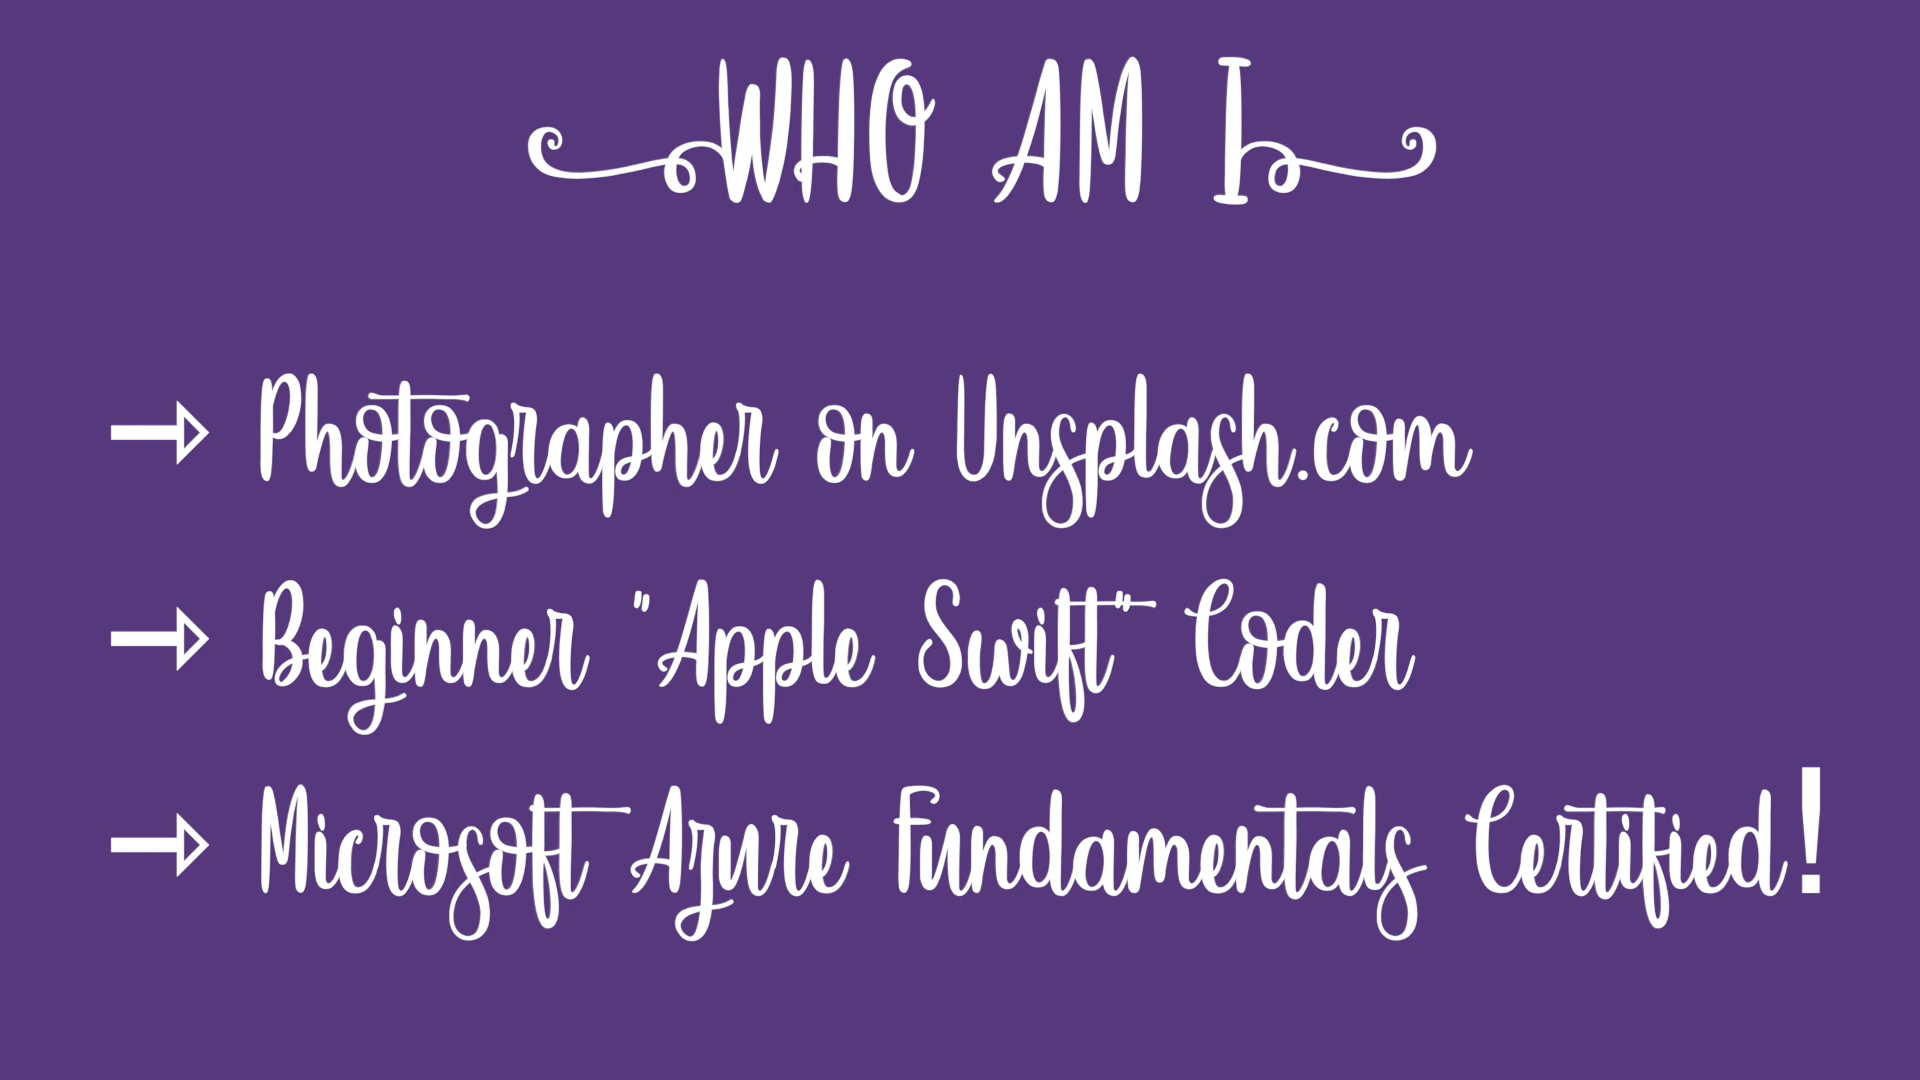 WHO AM I
⇨ Photographer on Unsplash.com
⇨ Beginner "Apple Swift" Coder
⇨ Microsoft Azure Fundamentals Certified!